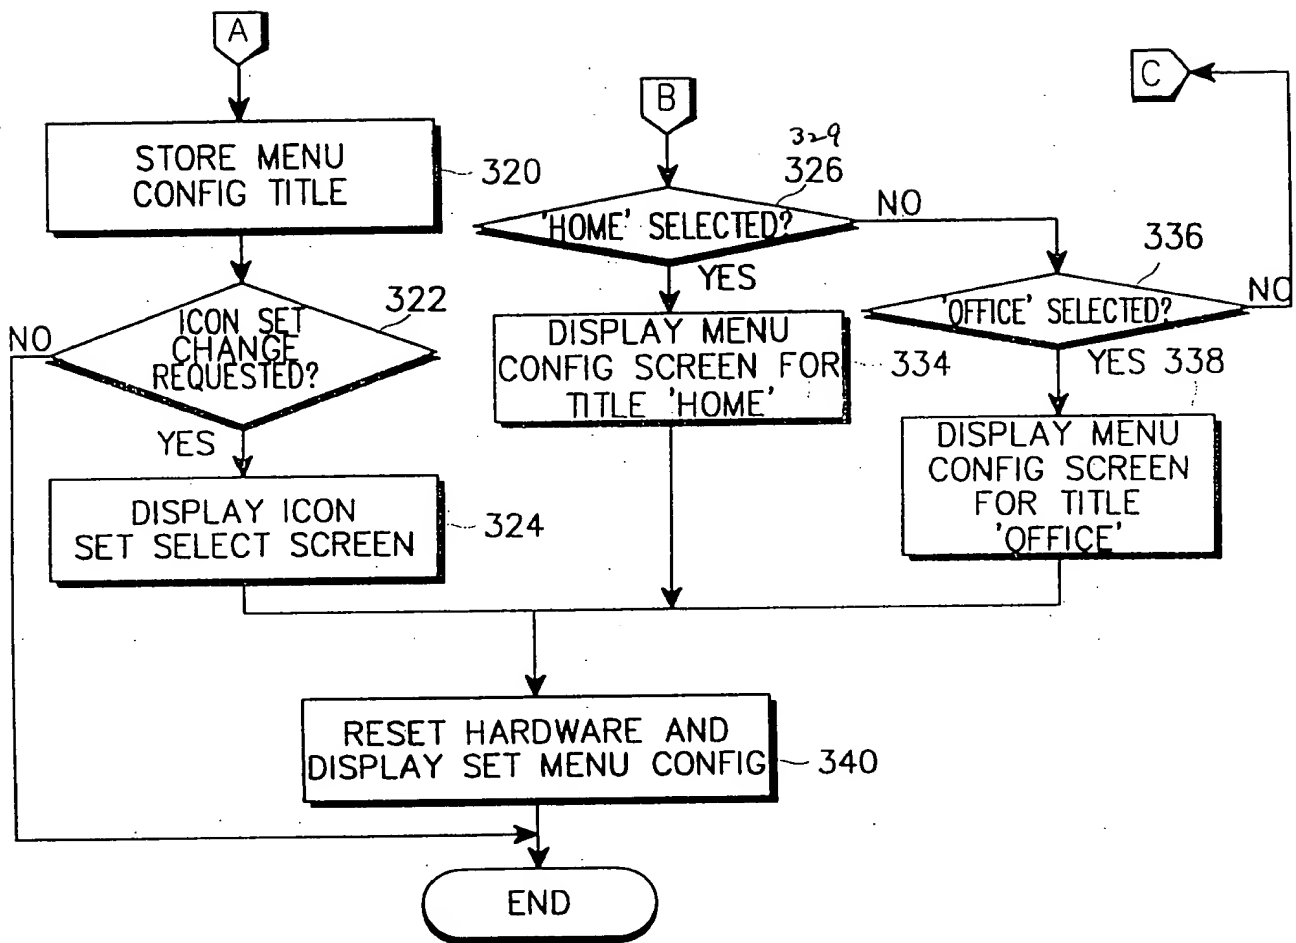 A
STORE MENU
CONFIG TITLE
320
ICON SET
CHANGE
REQUESTED?
322
NO
YES
DISPLAY ICON
SET SELECT SCREEN
324
B
329
326
'HOME' SELECTED?
NO
YES
DISPLAY MENU
CONFIG SCREEN FOR
TITLE 'HOME'
334
C
336
'OFFICE' SELECTED?
NO
YES 338
DISPLAY MENU
CONFIG SCREEN
FOR TITLE
'OFFICE'
RESET HARDWARE AND
DISPLAY SET MENU CONFIG
340
END